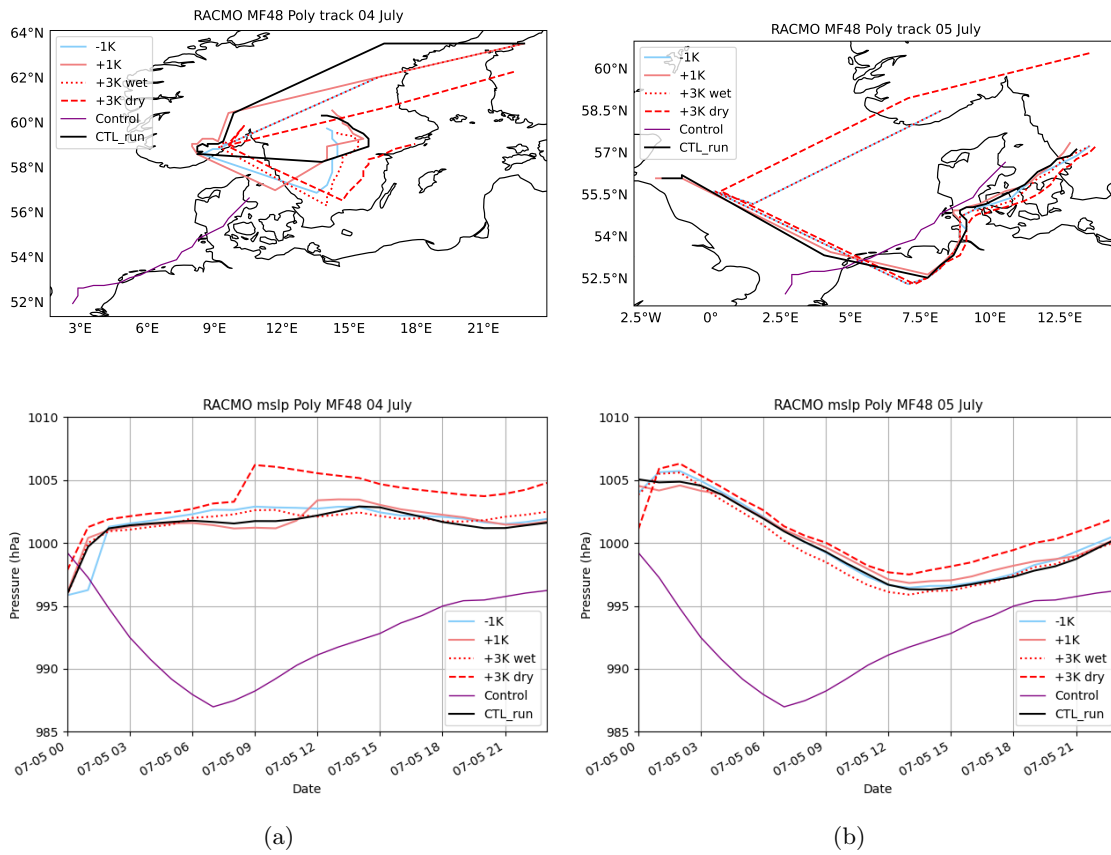 RACMO MF48 Poly track 04 July
64°N
62°N
60°N
58°N
56°N
54°N
52°N
3°E 6°E 9°E 12°E 15°E 18°E 21°E
-1K
+1K
+3K wet
+3K dry
Control
CTL_run
RACMO MF48 Poly track 05 July
60°N
58.5°N
57°N
55.5°N
54°N
52.5°N
2.5°W 0° 2.5°E 5°E 7.5°E 10°E 12.5°E
-1K
+1K
+3K wet
+3K dry
Control
CTL_run
RACMO mslp Poly MF48 04 July
Pressure (hPa)
1010
1005
1000
995
990
985
07-05 00 07-05 03 07-05 06 07-05 09 07-05 12 07-05 15 07-05 18 07-05 21
Date
-1K
+1K
+3K wet
+3K dry
Control
CTL_run
(a)
RACMO mslp Poly MF48 05 July
Pressure (hPa)
1010
1005
1000
995
990
985
07-05 00 07-05 03 07-05 06 07-05 09 07-05 12 07-05 15 07-05 18 07-05 21
Date
-1K
+1K
+3K wet
+3K dry
Control
CTL_run
(b)